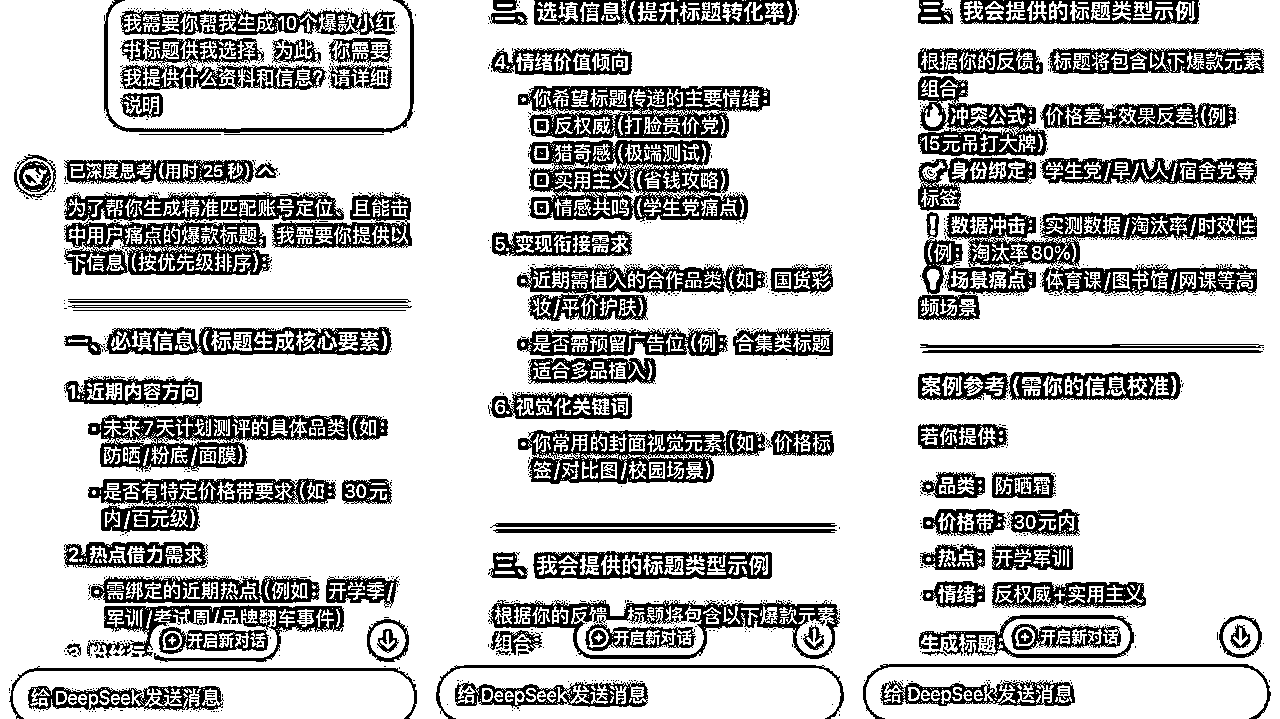 我需要你帮我生成10个爆款小红
书标题供我选择，为此，你需要
我提供什么资料和信息？请详细
说明
已深度思考（用时 25 秒）
为了帮你生成精准匹配账号定位、且能击
中用户痛点的爆款标题，我需要你提供以
下信息（按优先级排序）：
一、必填信息（标题生成核心要素）
1. 近期内容方向
未来7天计划测评的具体品类（如：
防晒/粉底/面膜）
是否有特定价格带要求（如：30元
内/百元级）
2. 热点借力需求
需绑定的近期热点（例如：开学季/
军训/考试周/品牌翻车事件）
开启新对话
给 DeepSeek 发送消息
二、选填信息（提升标题转化率）
4. 情绪价值倾向
你希望标题传递的主要情绪：
□ 反权威（打脸贵价党）
□ 猎奇感（极端测试）
□ 实用主义（省钱攻略）
□ 情感共鸣（学生党痛点）
5. 变现衔接需求
近期需植入的合作品类（如：国货彩
妆/平价护肤）
是否需预留广告位（例：合集类标题
适合多品植入）
6. 视觉化关键词
你常用的封面视觉元素（如：价格标
签/对比图/校园场景）
三、我会提供的标题类型示例
根据你的反馈，标题将包含以下爆款元素
组合：
开启新对话
给 DeepSeek 发送消息
三、我会提供的标题类型示例
根据你的反馈，标题将包含以下爆款元素
组合：
🔥 冲突公式：价格差+效果反差（例：
15元吊打大牌）
🎯 身份绑定：学生党/早八人/宿舍党等
标签
❗ 数据冲击：实测数据/淘汰率/时效性
（例：淘汰率80%）
💡 场景痛点：体育课/图书馆/网课等高
频场景
案例参考（需你的信息校准）
若你提供：
品类：防晒霜
价格带：30元内
热点：开学军训
情绪：反权威+实用主义
生成标题：
开启新对话
给 DeepSeek 发送消息